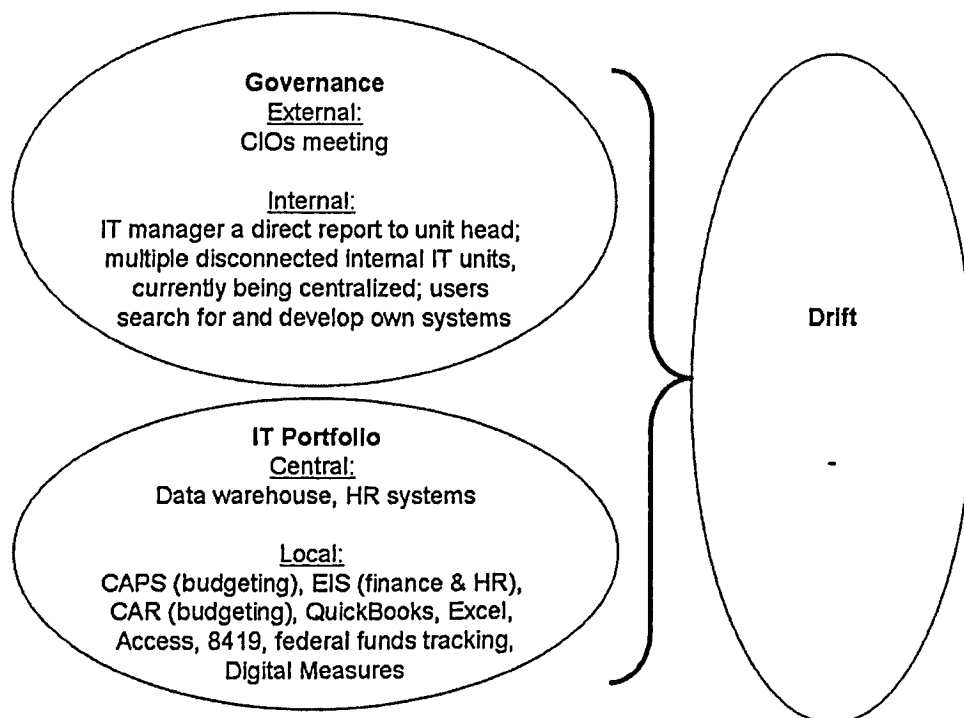 Governance
External:
CIOs meeting
Internal:
IT manager a direct report to unit head;
multiple disconnected internal IT units,
currently being centralized; users
search for and develop own systems
IT Portfolio
Central:
Data warehouse, HR systems
Local:
CAPS (budgeting), EIS (finance & HR),
CAR (budgeting), QuickBooks, Excel,
Access, 8419, federal funds tracking,
Digital Measures
Drift
-